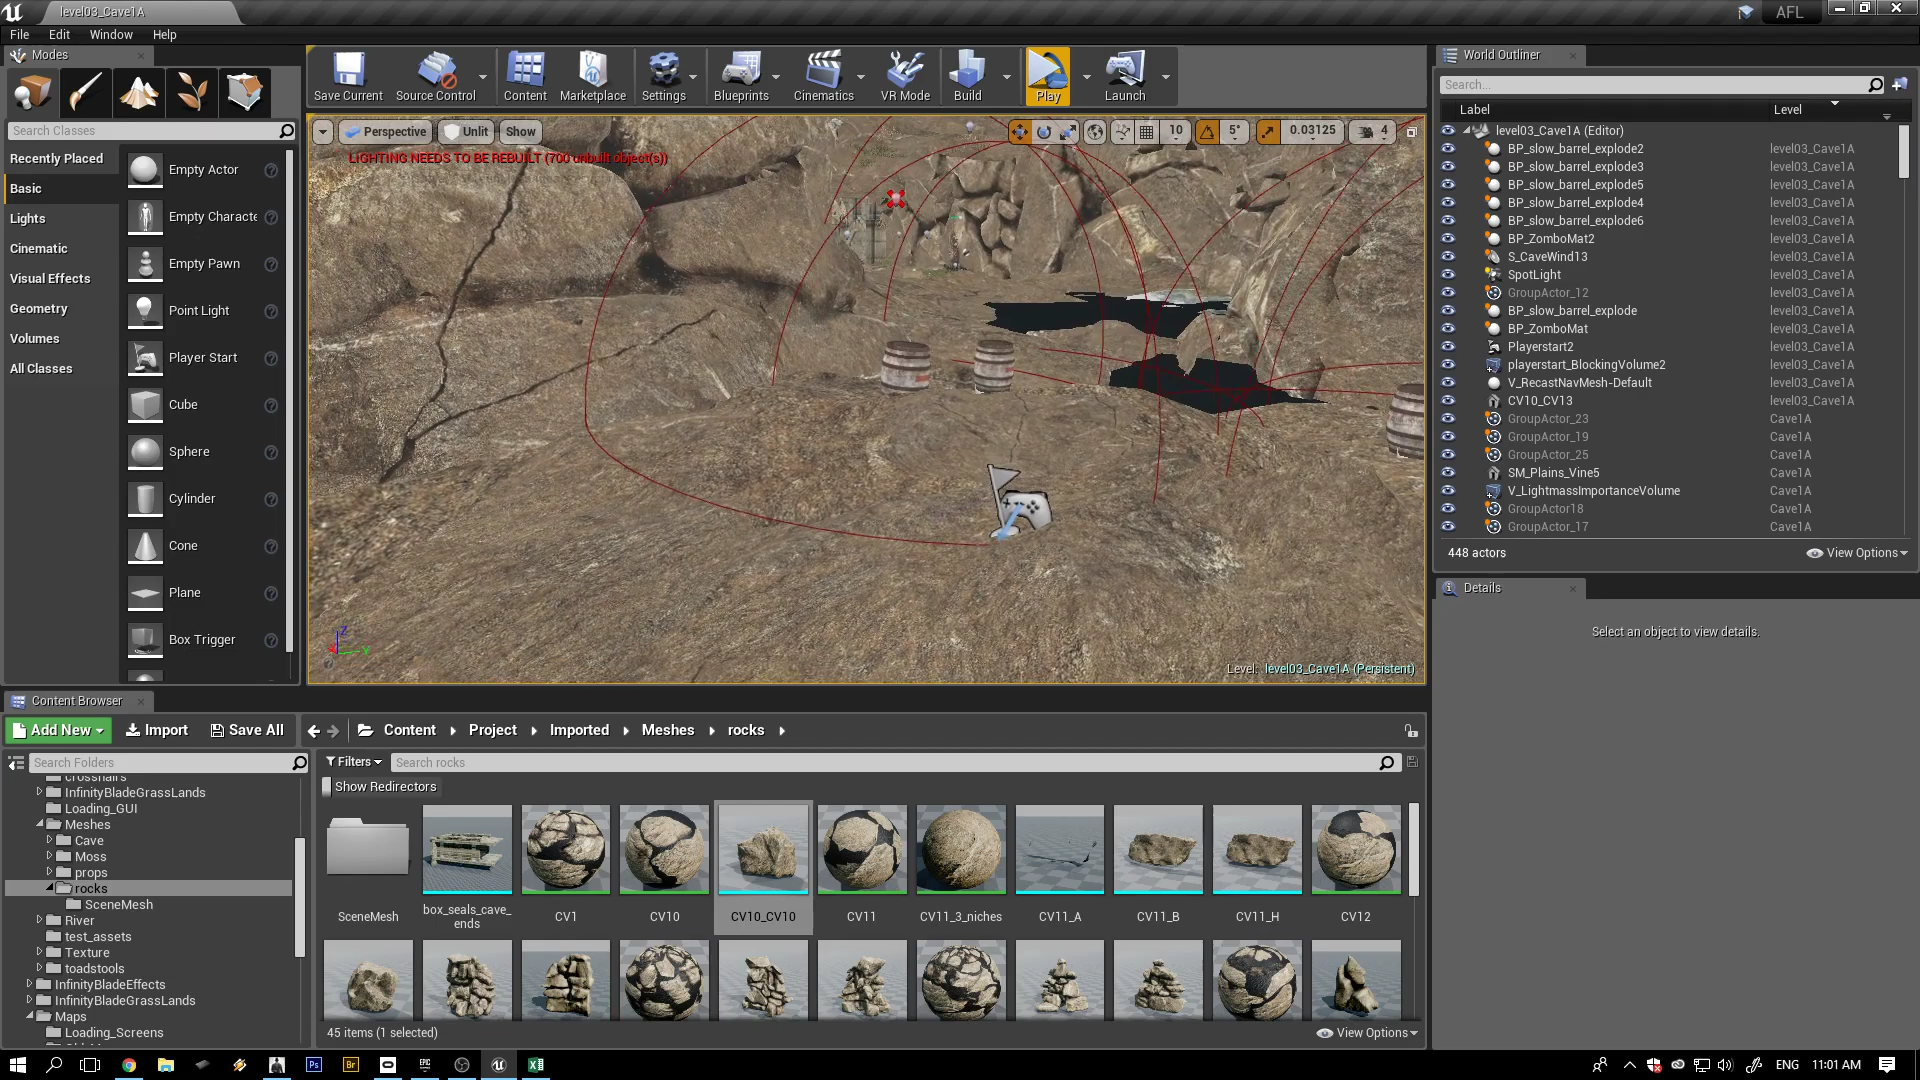 level03_Cave1A
AFL
File Edit Window Help
Modes
Search Classes
Recently Placed
Basic
Lights
Cinematic
Visual Effects
Geometry
Volumes
All Classes
Empty Actor
Empty Characte
Empty Pawn
Point Light
Player Start
Cube
Sphere
Cylinder
Cone
Plane
Box Trigger
Save Current
Source Control
Content
Marketplace
Settings
Blueprints
Cinematics
VR Mode
Build
Play
Launch
Perspective Unlit Show
10 5° 0.03125 4
LIGHTING NEEDS TO BE REBUILT (700 unbuilt object(s))
Z
Y
Level: level03_Cave1A (Persistent)
World Outliner
Search...
Label Level
level03_Cave1A (Editor)
BP_slow_barrel_explode2 level03_Cave1A
BP_slow_barrel_explode3 level03_Cave1A
BP_slow_barrel_explode5 level03_Cave1A
BP_slow_barrel_explode4 level03_Cave1A
BP_slow_barrel_explode6 level03_Cave1A
BP_ZomboMat2 level03_Cave1A
S_CaveWind13 level03_Cave1A
SpotLight level03_Cave1A
GroupActor_12 level03_Cave1A
BP_slow_barrel_explode level03_Cave1A
BP_ZomboMat level03_Cave1A
Playerstart2 level03_Cave1A
playerstart_BlockingVolume2 level03_Cave1A
V_RecastNavMesh-Default level03_Cave1A
CV10_CV13 level03_Cave1A
GroupActor_23 Cave1A
GroupActor_19 Cave1A
GroupActor_25 Cave1A
SM_Plains_Vine5 Cave1A
V_LightmassImportanceVolume Cave1A
GroupActor18 Cave1A
GroupActor_17 Cave1A
448 actors
View Options
Details
Select an object to view details.
Content Browser
Add New Import Save All
Content Project Imported Meshes rocks
Search Folders
crosshairs
InfinityBladeGrassLands
Loading_GUI
Meshes
Cave
Moss
props
rocks
SceneMesh
River
test_assets
Texture
toadstools
InfinityBladeEffects
InfinityBladeGrassLands
Maps
Loading_Screens
Filters
Search rocks
Show Redirectors
SceneMesh
box_seals_cave_
ends
CV1
CV10
CV10_CV10
CV11
CV11_3_niches
CV11_A
CV11_B
CV11_H
CV12
45 items (1 selected)
View Options
Ps
Br
EPIC
ENG 11:01 AM